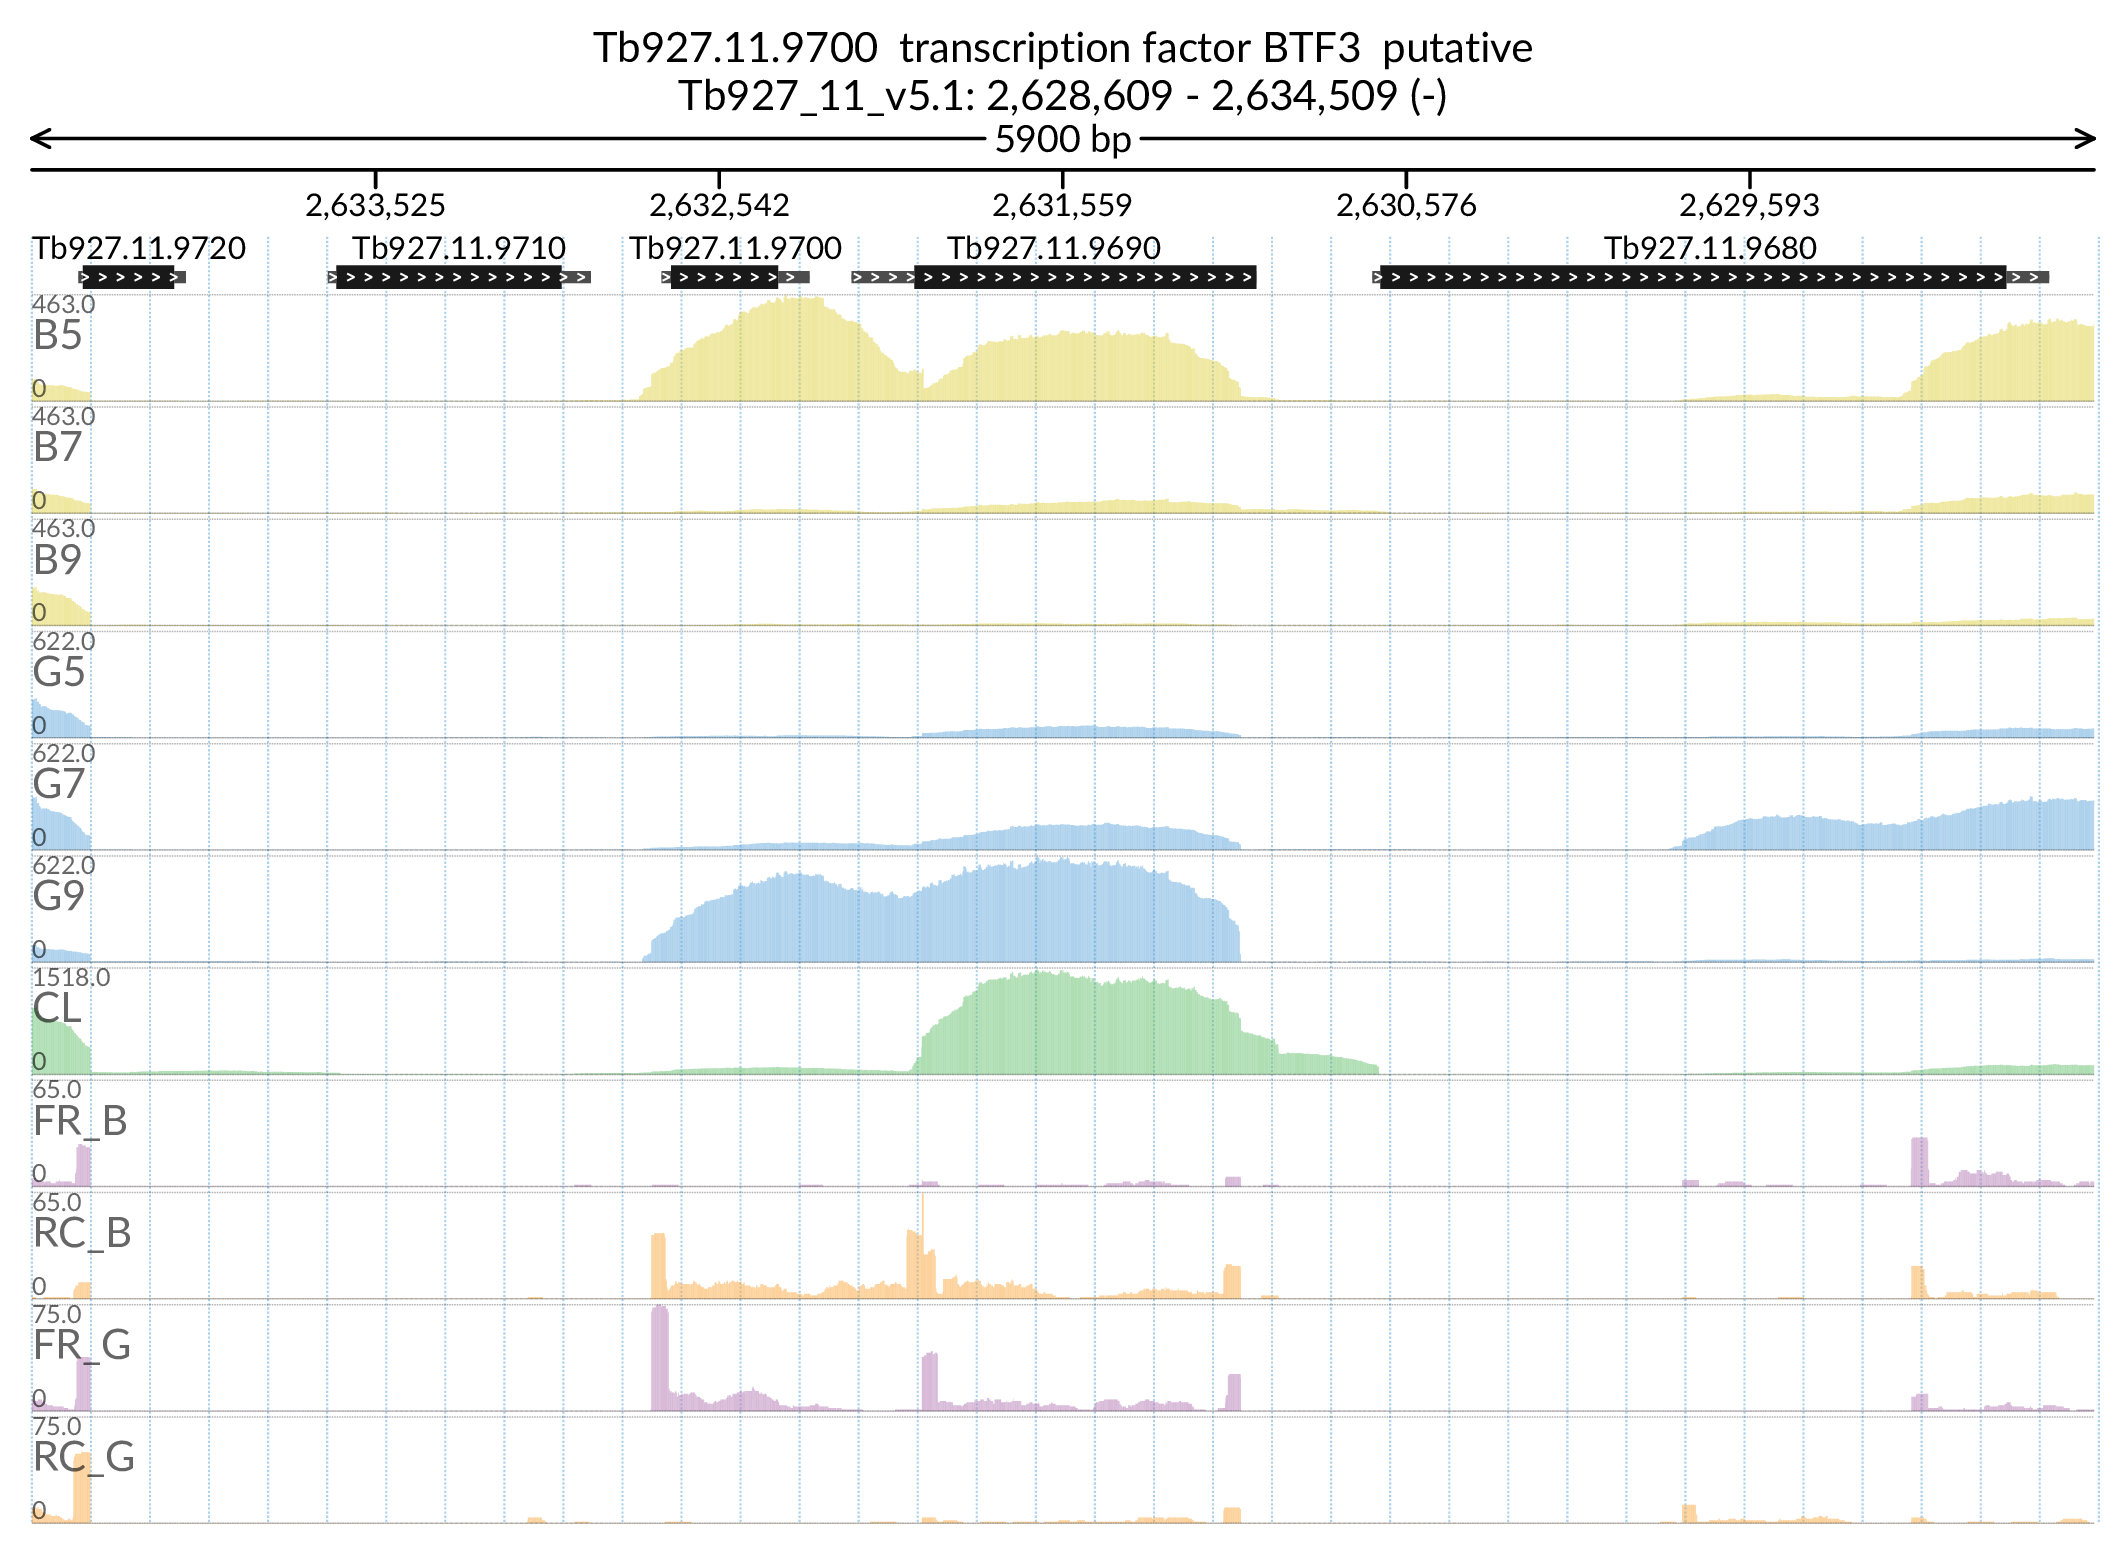 Tb927.11.9700  transcription factor BTF3  putative
Tb927_11_v5.1: 2,628,609 - 2,634,509 (-)
5900 bp
2,633,525 2,632,542 2,631,559 2,630,576 2,629,593
Tb927.11.9720 Tb927.11.9710 Tb927.11.9700 Tb927.11.9690 Tb927.11.9680
463.0
B5
0
463.0
B7
0
463.0
B9
0
622.0
G5
0
622.0
G7
0
622.0
G9
0
1518.0
CL
0
65.0
FR_B
0
65.0
RC_B
0
75.0
FR_G
0
75.0
RC_G
0